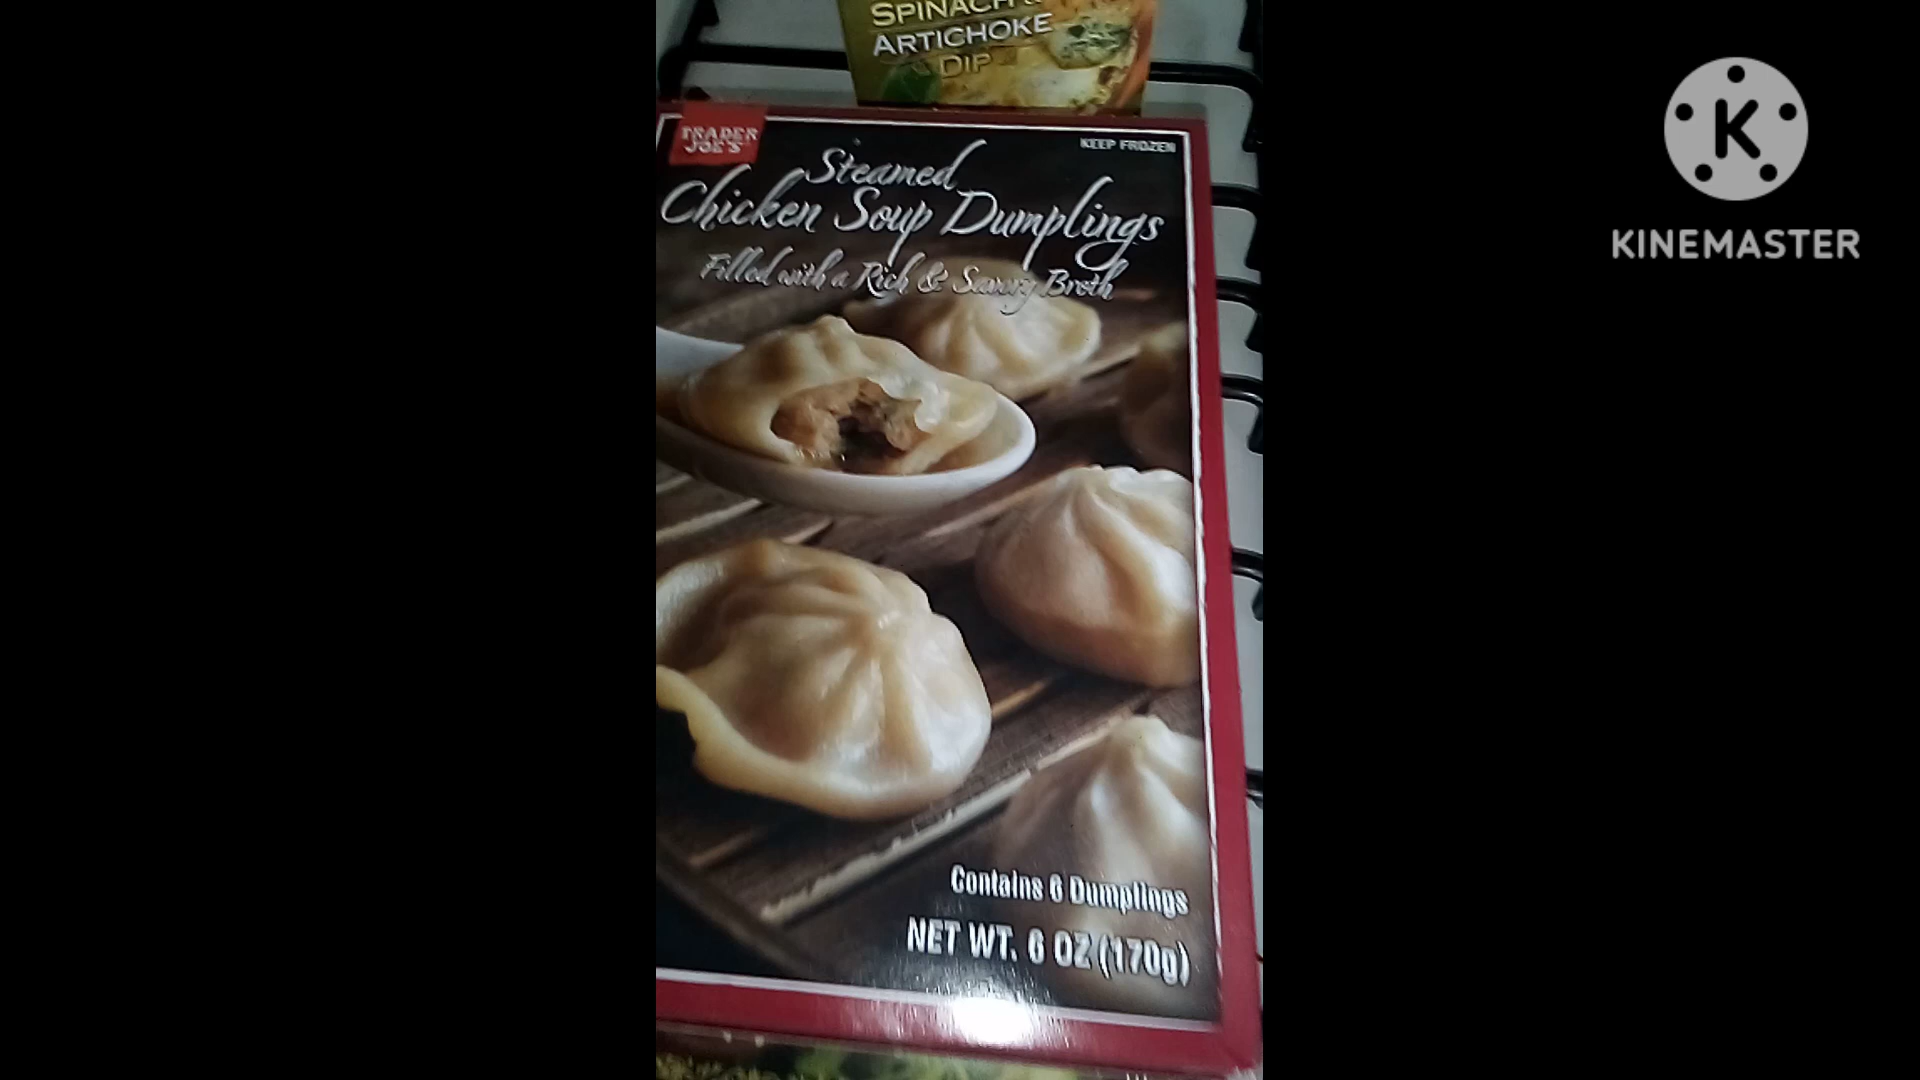 SPINACH &
ARTICHOKE
DIP
TRADER
JOE'S
KEEP FROZEN
Steamed
Chicken Soup Dumplings
Filled with a Rich & Savory Broth
Contains 6 Dumplings
NET WT. 6 OZ (170g)
K
KINEMASTER